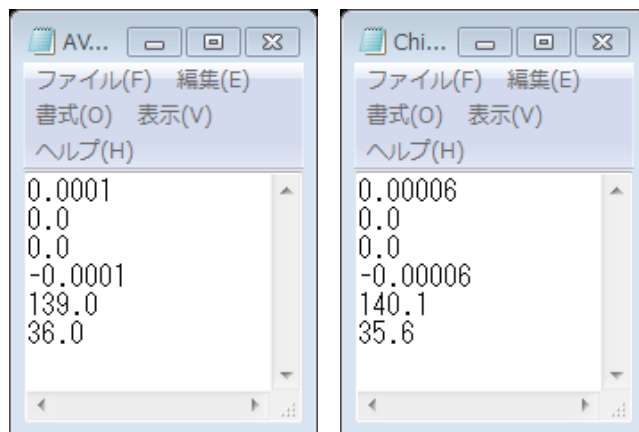 AV...
ファイル(F) 編集(E)
書式(O) 表示(V)
ヘルプ(H)
0.0001
0.0
0.0
-0.0001
139.0
36.0
Chi...
ファイル(F) 編集(E)
書式(O) 表示(V)
ヘルプ(H)
0.00006
0.0
0.0
-0.00006
140.1
35.6